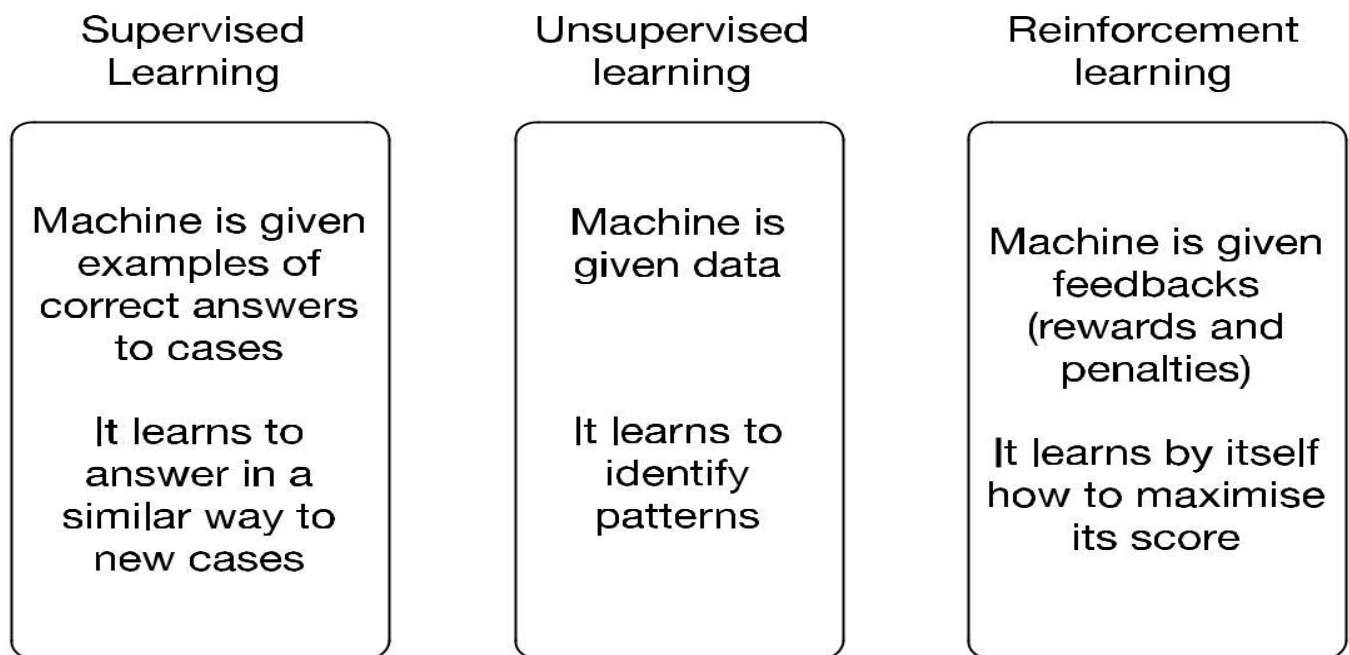 Supervised
Learning
Machine is given
examples of
correct answers
to cases
It learns to
answer in a
similar way to
new cases
Unsupervised
learning
Machine is
given data
It learns to
identify
patterns
Reinforcement
learning
Machine is given
feedbacks
(rewards and
penalties)
It learns by itself
how to maximise
its score